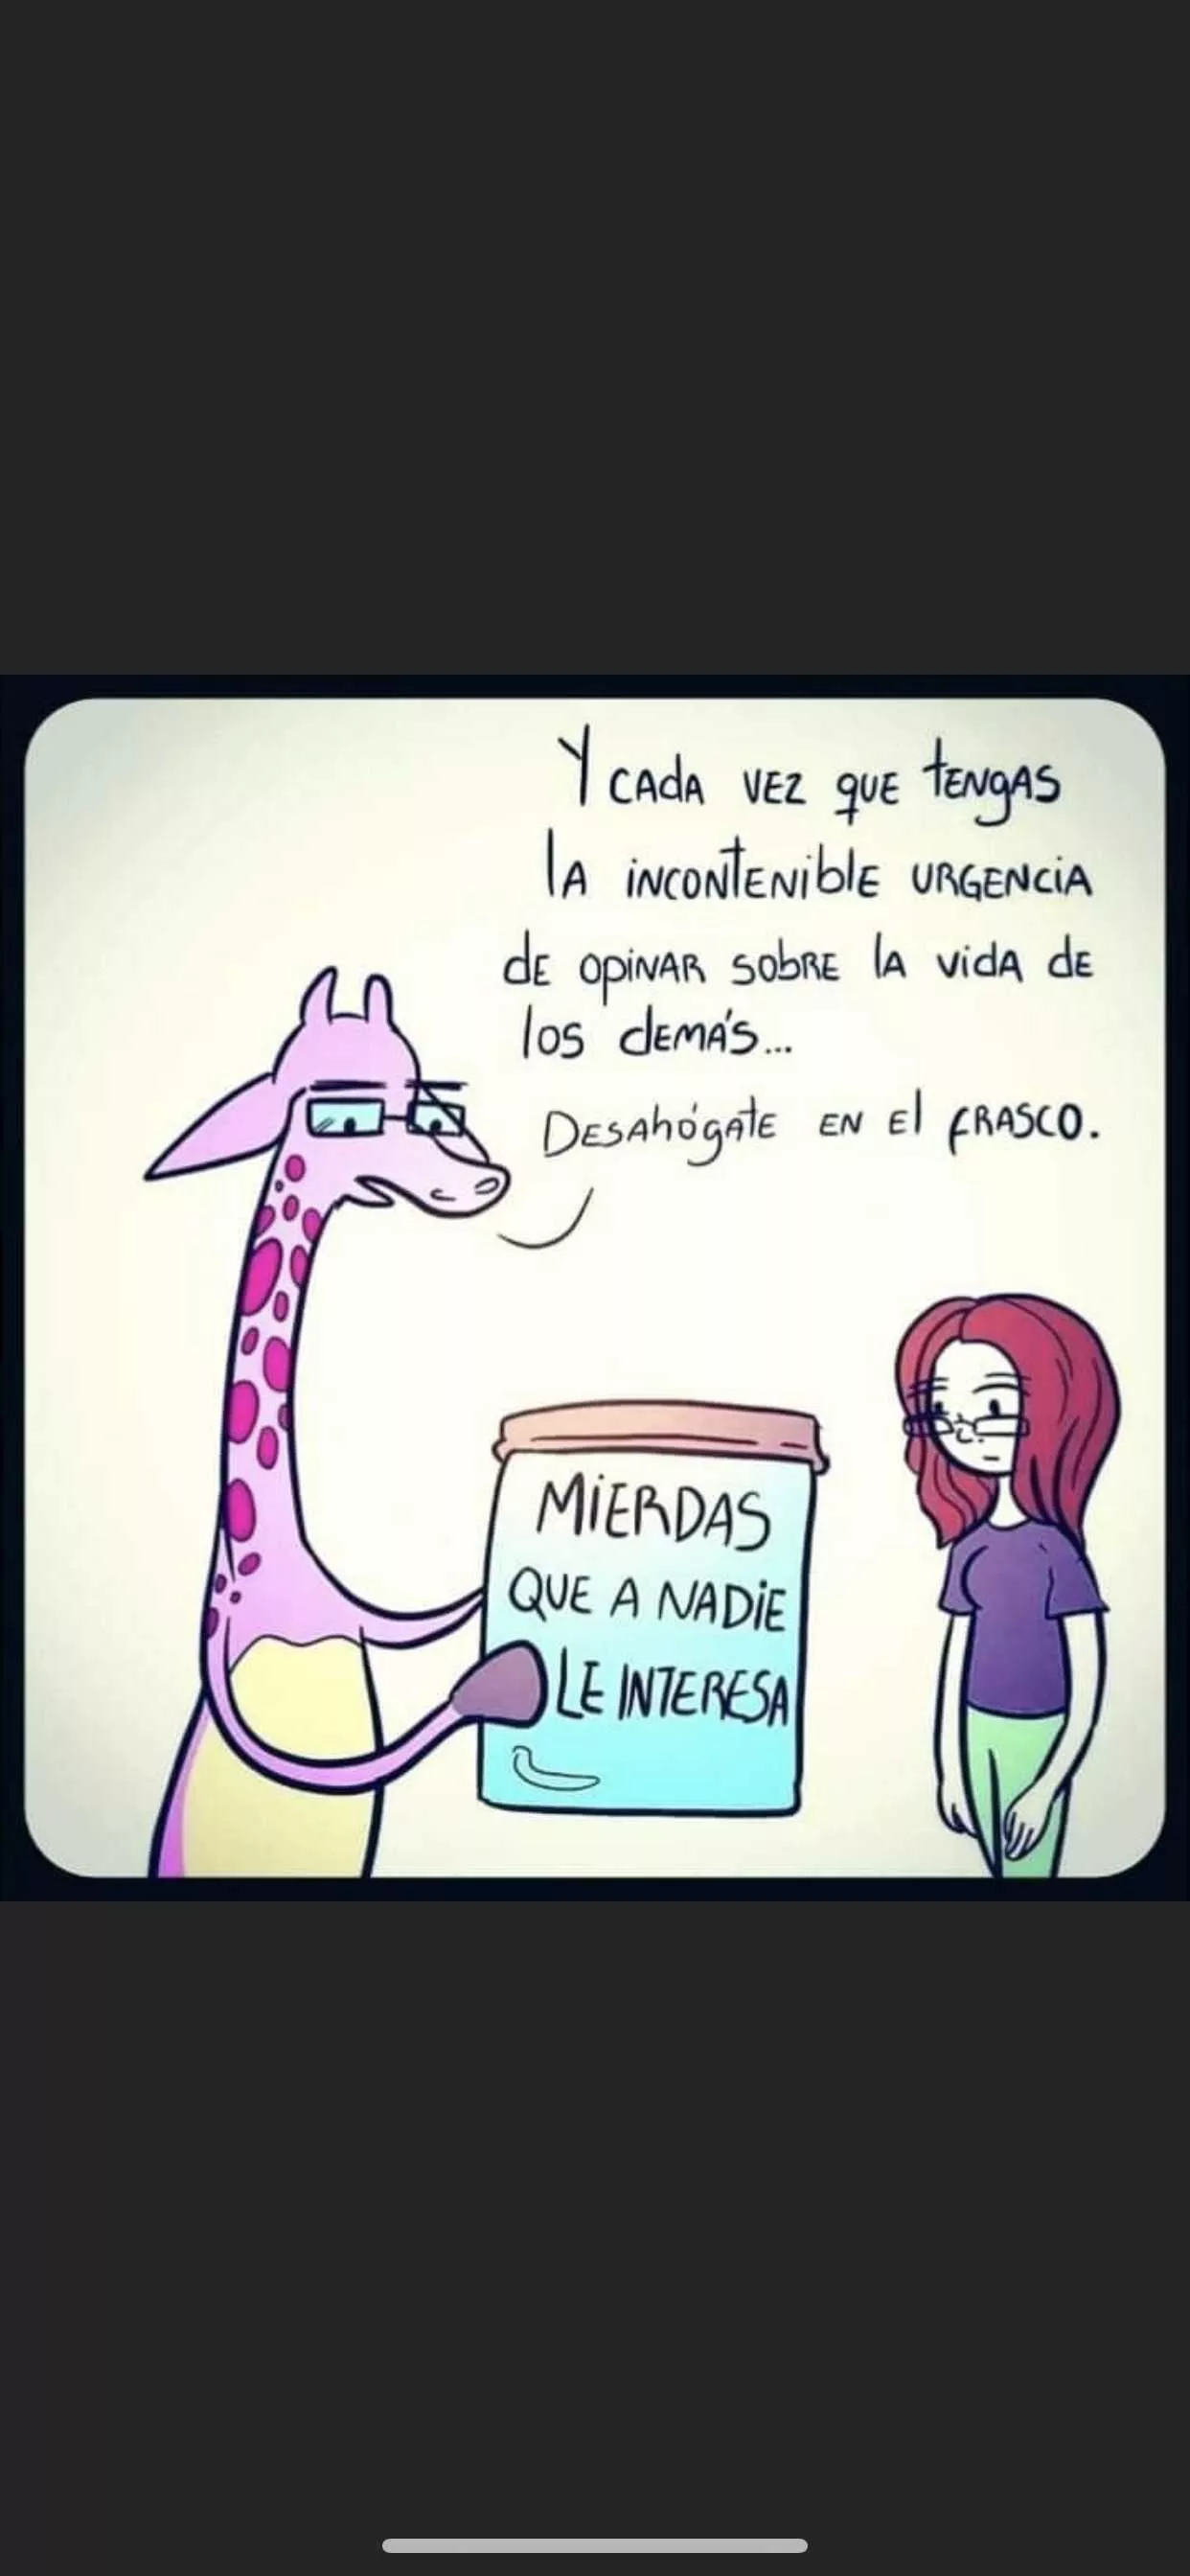 Y cada vez que tengas
la incontenible urgencia
de opinar sobre la vida de
los demás...
Desahógate en el frasco.
MIERDAS
QUE A NADIE
LE INTERESA